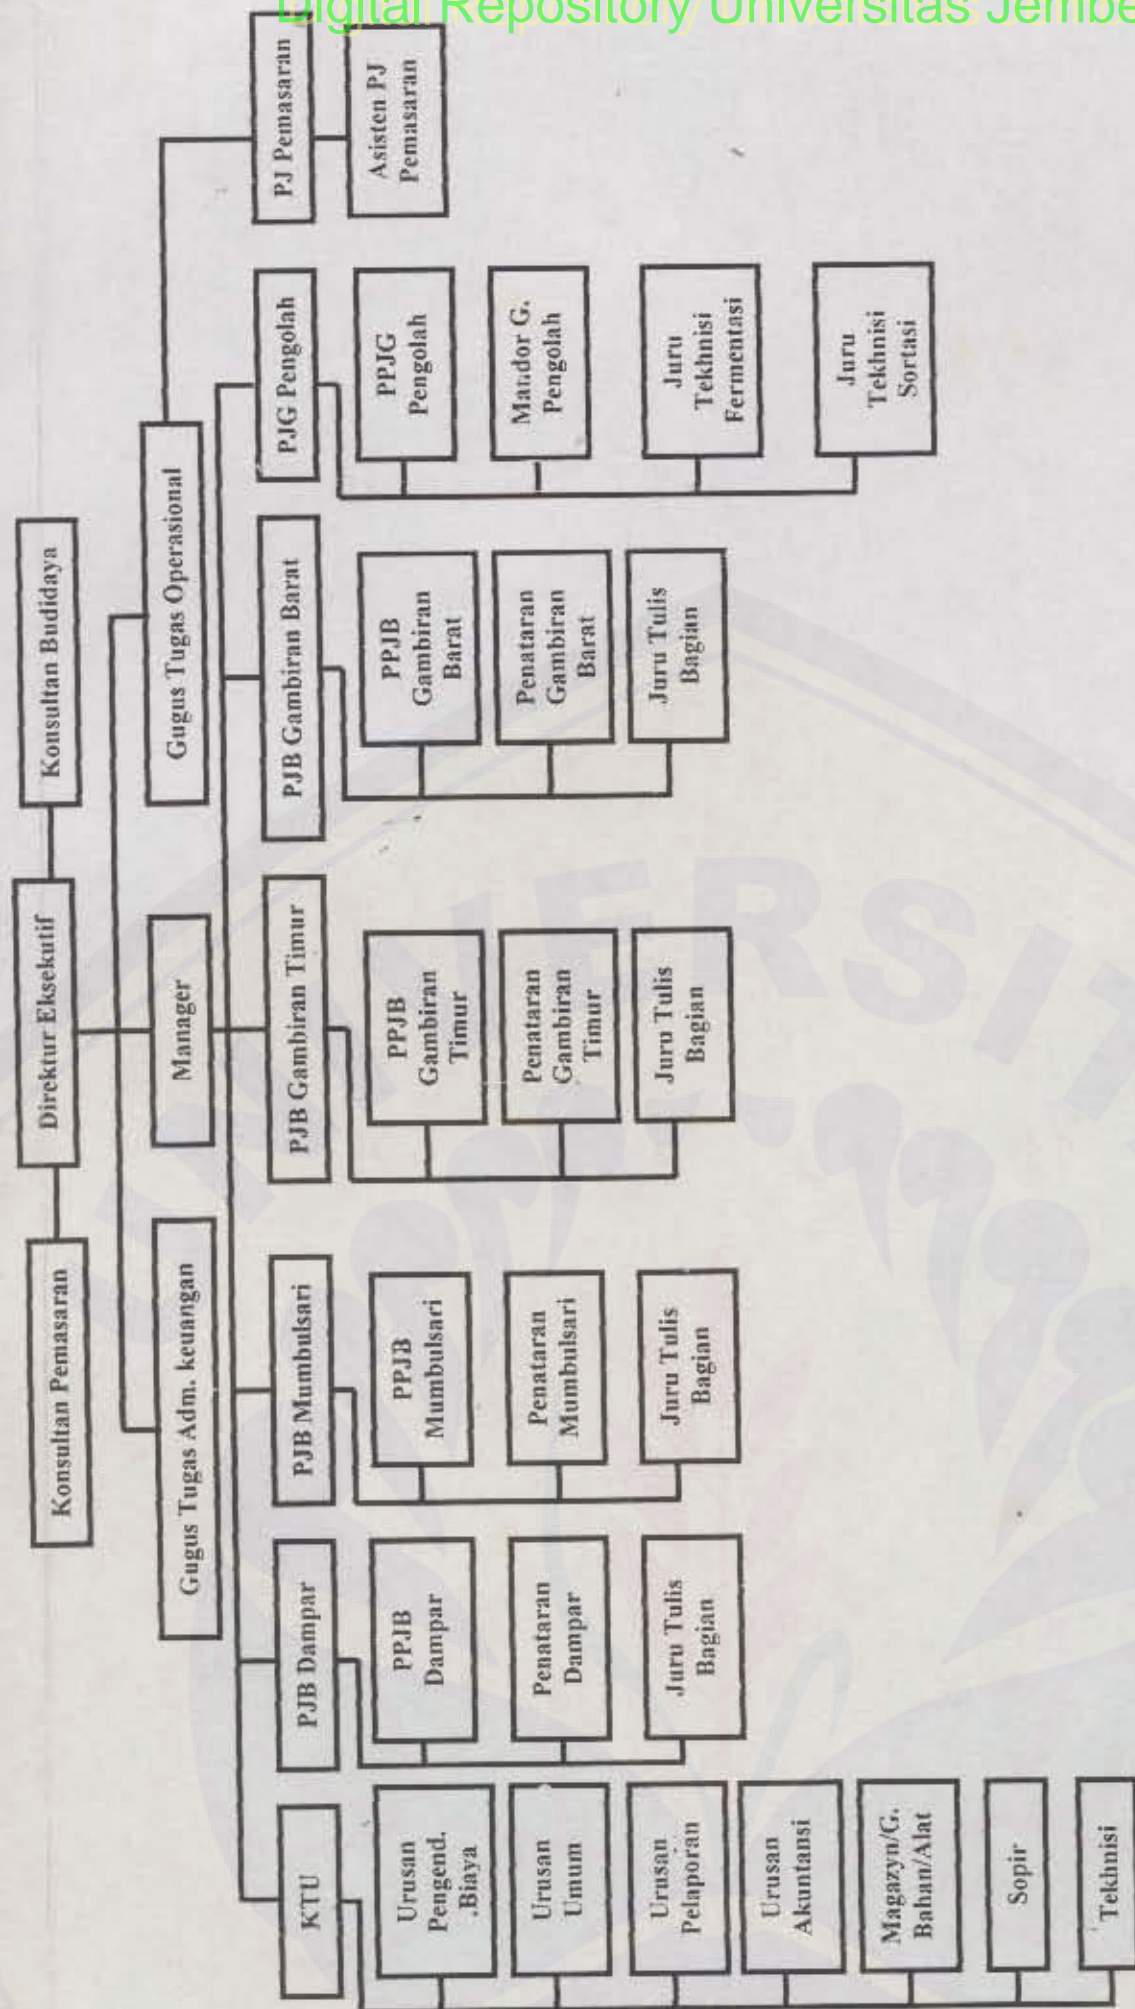 Digital Repository Universitas Jembe
Konsultan Pemasaran
Direktur Eksekutif
Konsultan Budidaya
Gugus Tugas Adm. keuangan
Manager
Gugus Tugas Operasional
KTU
PJB Dampar
PJB Mumbulsari
PJB Gambiran Timur
PJB Gambiran Barat
PJG Pengolah
PJ Pemasaran
Urusan
Pengend.
.Biaya
Urusan
Umum
Urusan
Pelaporan
Urusan
Akuntansi
Magazyn/G.
Bahan/Alat
Sopir
Tekhnisi
PPJB
Dampar
Penataran
Dampar
Juru Tulis
Bagian
PPJB
Mumbulsari
Penataran
Mumbulsari
Juru Tulis
Bagian
PPJB
Gambiran
Timur
Penataran
Gambiran
Timur
Juru Tulis
Bagian
PPJB
Gambiran
Barat
Penataran
Gambiran
Barat
Juru Tulis
Bagian
PPJG
Pengolah
Mandor G.
Pengolah
Juru
Tekhnisi
Fermentasi
Juru
Tekhnisi
Sortasi
Asisten PJ
Pemasaran
UNIVERSIT